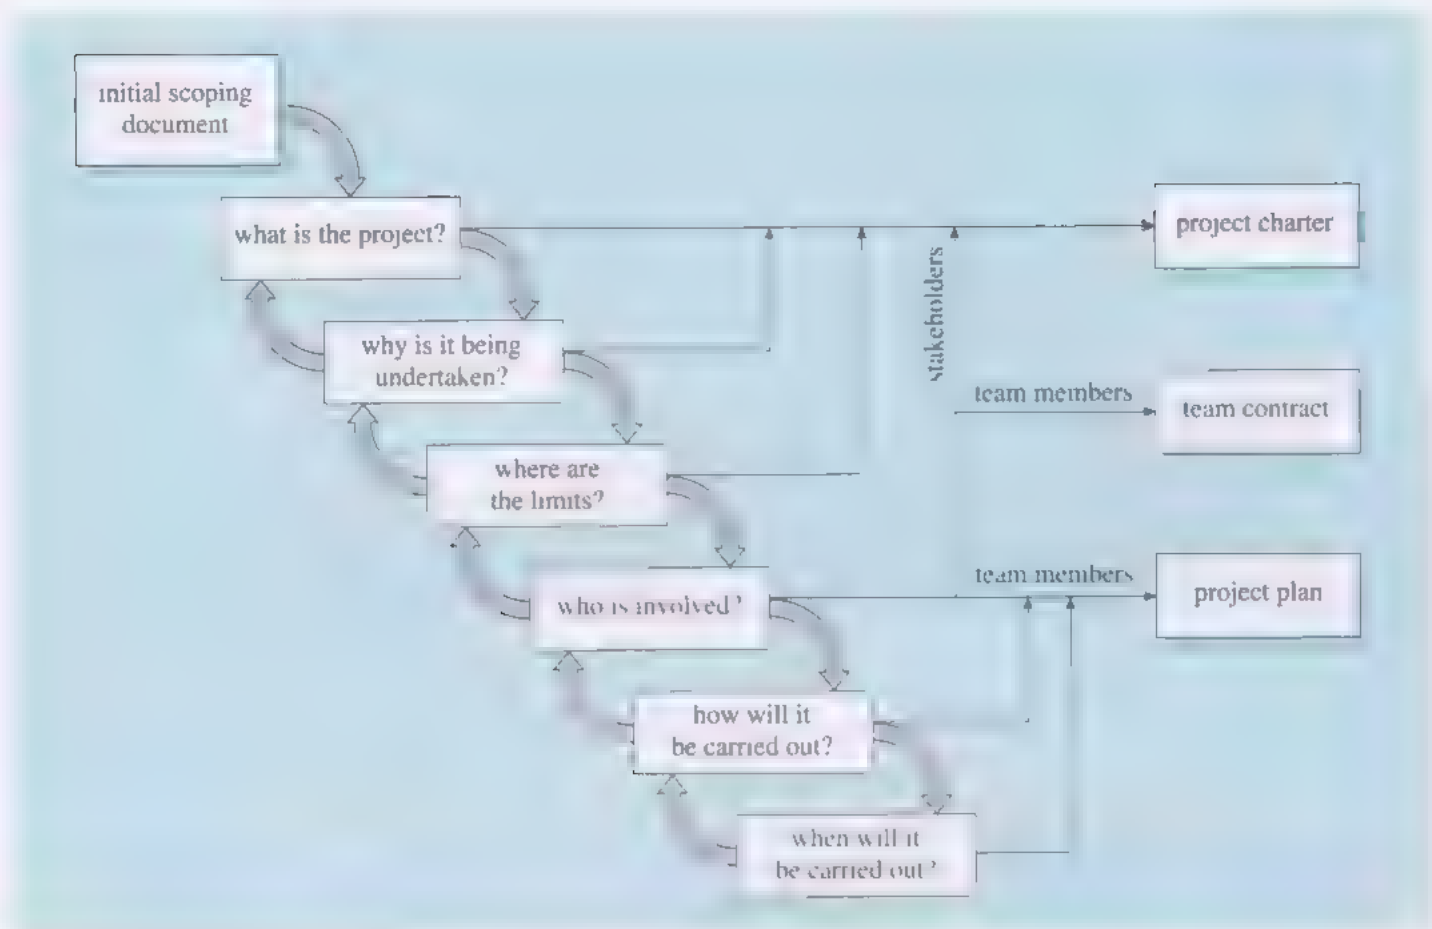 initial scoping
document
what is the project?
project charter
stakeholders
why is it being
undertaken?
team members
team contract
where are
the limits?
team members
who is involved?
project plan
how will it
be carried out?
when will it
be carried out?